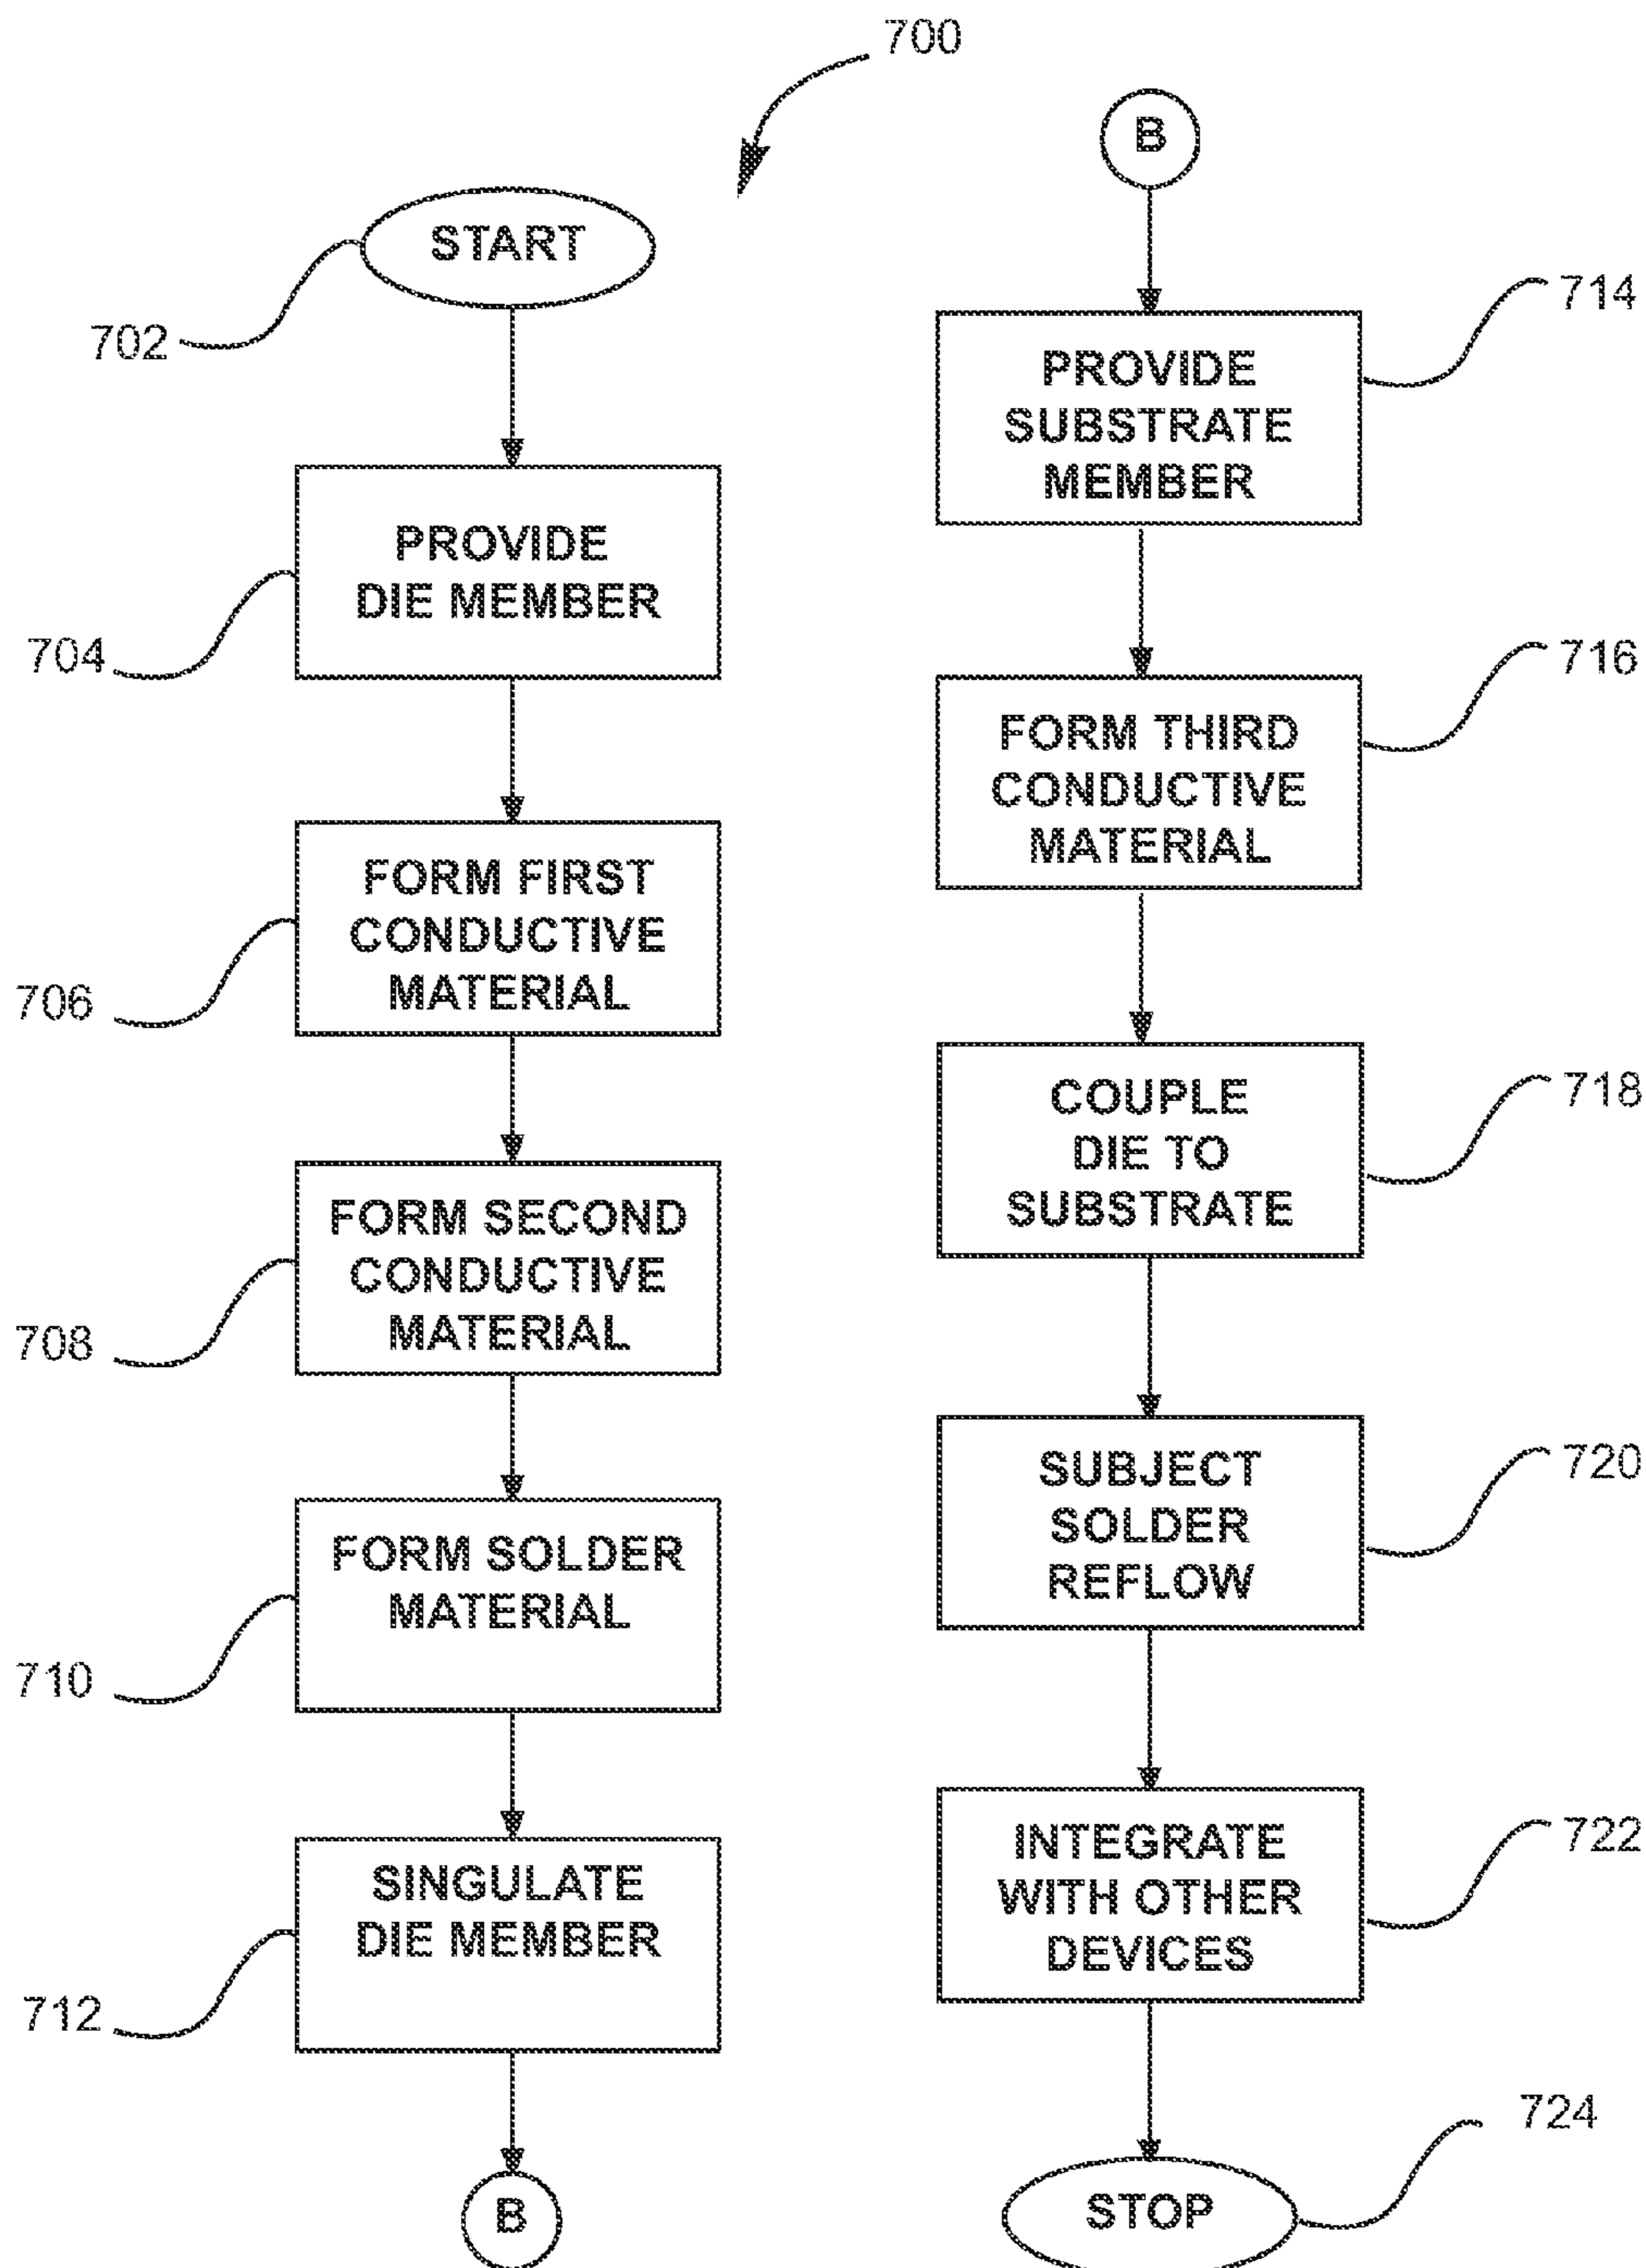 700
START
702
PROVIDE
DIE MEMBER
704
FORM FIRST
CONDUCTIVE
MATERIAL
706
FORM SECOND
CONDUCTIVE
MATERIAL
708
FORM SOLDER
MATERIAL
710
SINGULATE
DIE MEMBER
712
B
B
714
PROVIDE
SUBSTRATE
MEMBER
716
FORM THIRD
CONDUCTIVE
MATERIAL
718
COUPLE
DIE TO
SUBSTRATE
720
SUBJECT
SOLDER
REFLOW
722
INTEGRATE
WITH OTHER
DEVICES
724
STOP